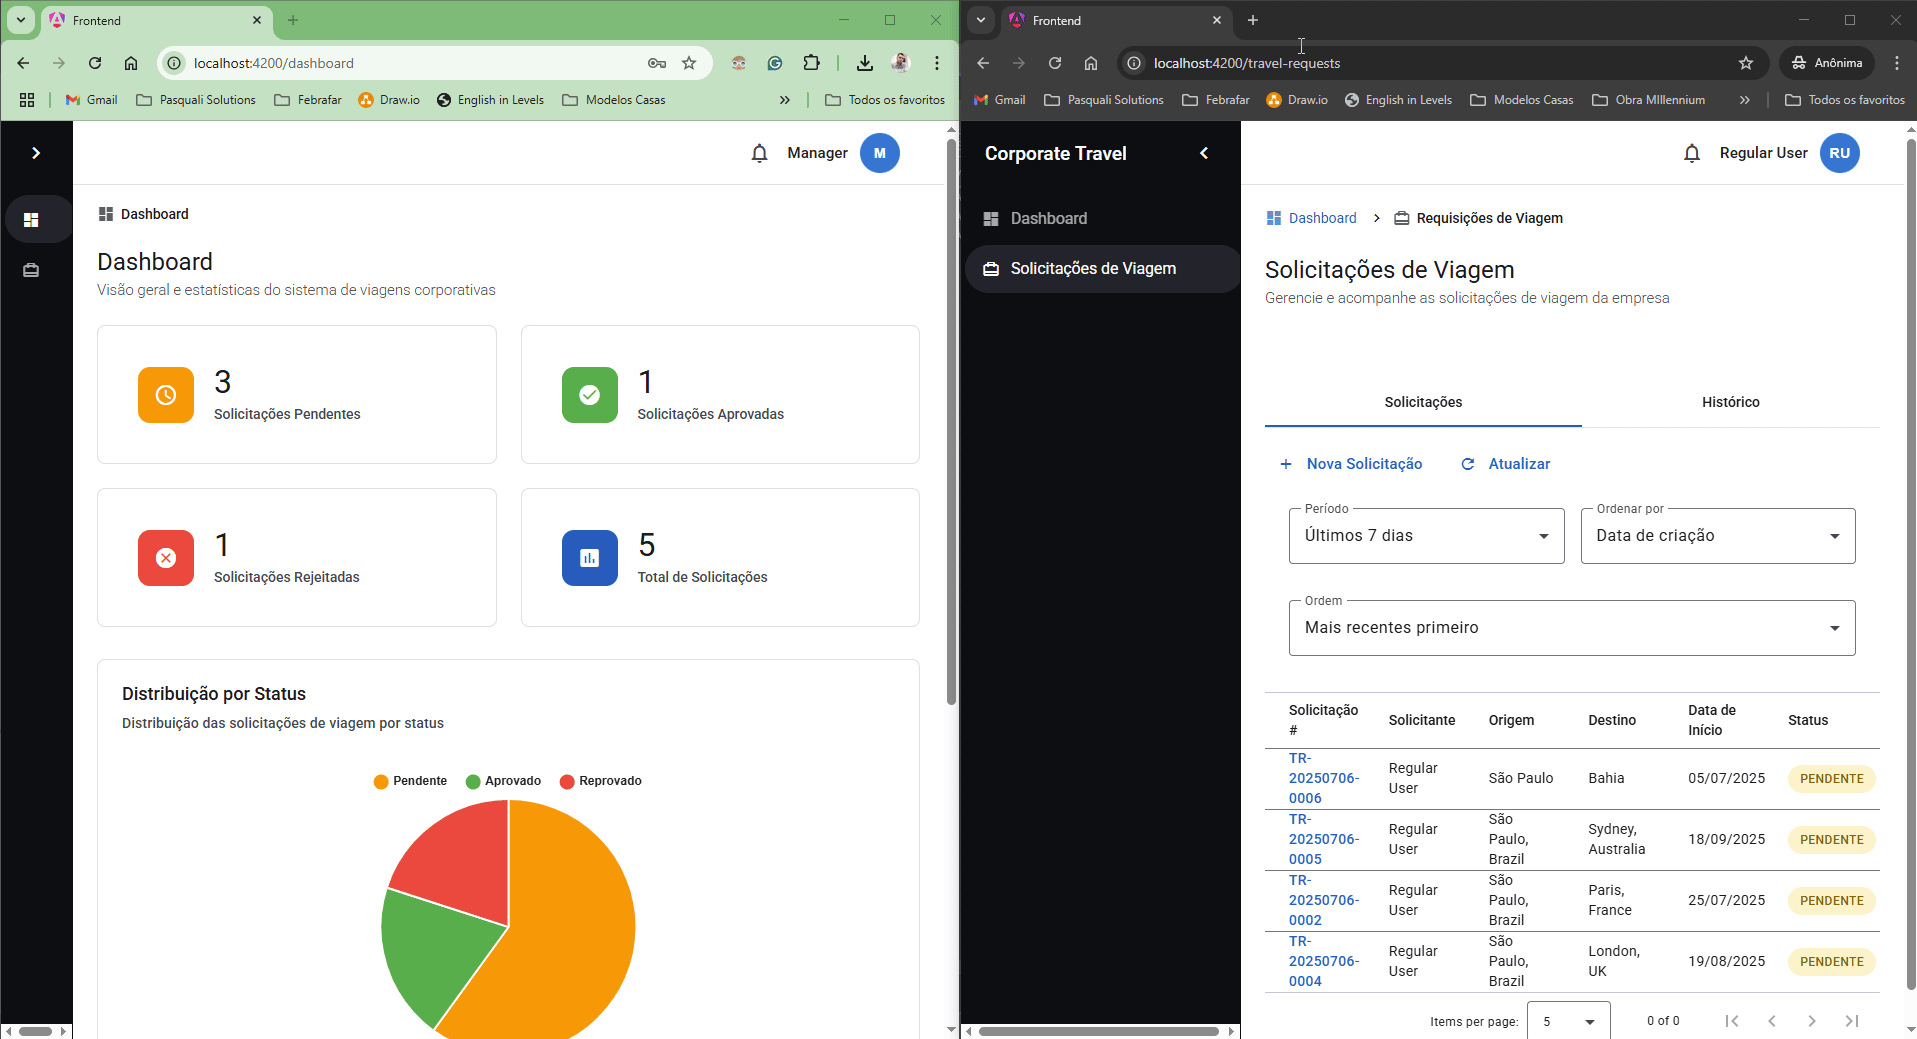 Frontend
localhost:4200/dashboard
Gmail
Pasquali Solutions
Febrafar
Draw.io
English in Levels
Modelos Casas
Todos os favoritos
Manager
M
Dashboard
Dashboard
Visão geral e estatísticas do sistema de viagens corporativas
3
Solicitações Pendentes
1
Solicitações Aprovadas
1
Solicitações Rejeitadas
5
Total de Solicitações
Distribuição por Status
Distribuição das solicitações de viagem por status
Pendente
Aprovado
Reprovado
Frontend
localhost:4200/travel-requests
Anônima
Gmail
Pasquali Solutions
Febrafar
Draw.io
English in Levels
Modelos Casas
Obra MIllennium
Todos os favoritos
Corporate Travel
Dashboard
Solicitações de Viagem
Regular User
RU
Dashboard
Requisições de Viagem
Solicitações de Viagem
Gerencie e acompanhe as solicitações de viagem da empresa
Solicitações
Histórico
Nova Solicitação
Atualizar
Período
Últimos 7 dias
Ordenar por
Data de criação
Ordem
Mais recentes primeiro
Solicitação
#
Solicitante
Origem
Destino
Data de
Início
Status
TR-
20250706-
0006
Regular
User
São Paulo
Bahia
05/07/2025
PENDENTE
TR-
20250706-
0005
Regular
User
São
Paulo,
Brazil
Sydney,
Australia
18/09/2025
PENDENTE
TR-
20250706-
0002
Regular
User
São
Paulo,
Brazil
Paris,
France
25/07/2025
PENDENTE
TR-
20250706-
0004
Regular
User
São
Paulo,
Brazil
London,
UK
19/08/2025
PENDENTE
Items per page:
5
0 of 0